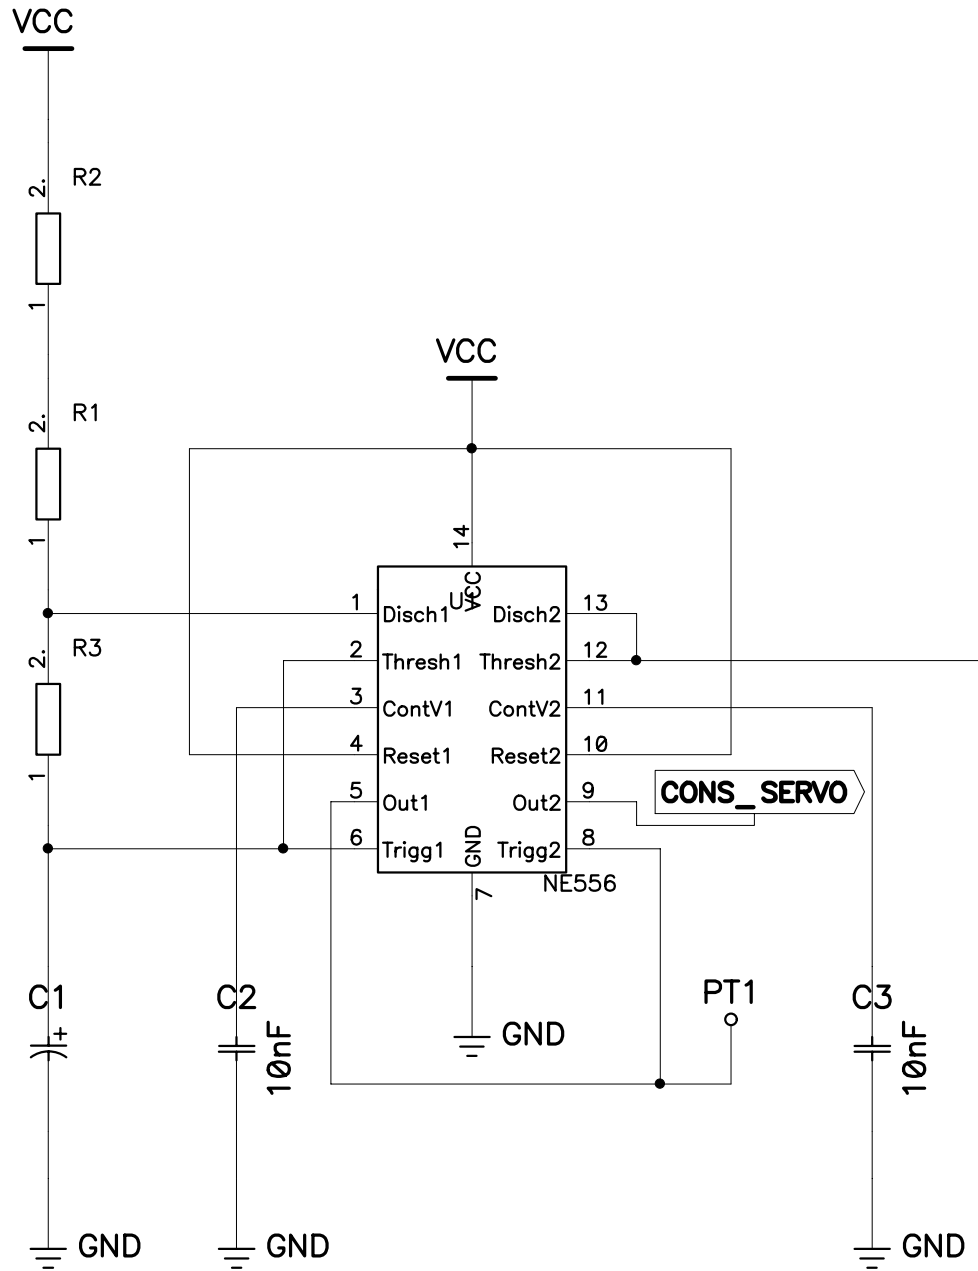 VCC
R2
2.
1
VCC
R1
2.
1
14
VCC
U1
1 Disch1 Disch2 13
R3
2.
2 Thresh1 Thresh2 12
3 ContV1 ContV2 11
4 Reset1 Reset2 10
1
5 Out1 Out2 9
CONS_SERVO
6 Trigg1 GND Trigg2 8
7
NE556
C1
+
C2
10nF
GND
PT1
C3
10nF
GND
GND
GND